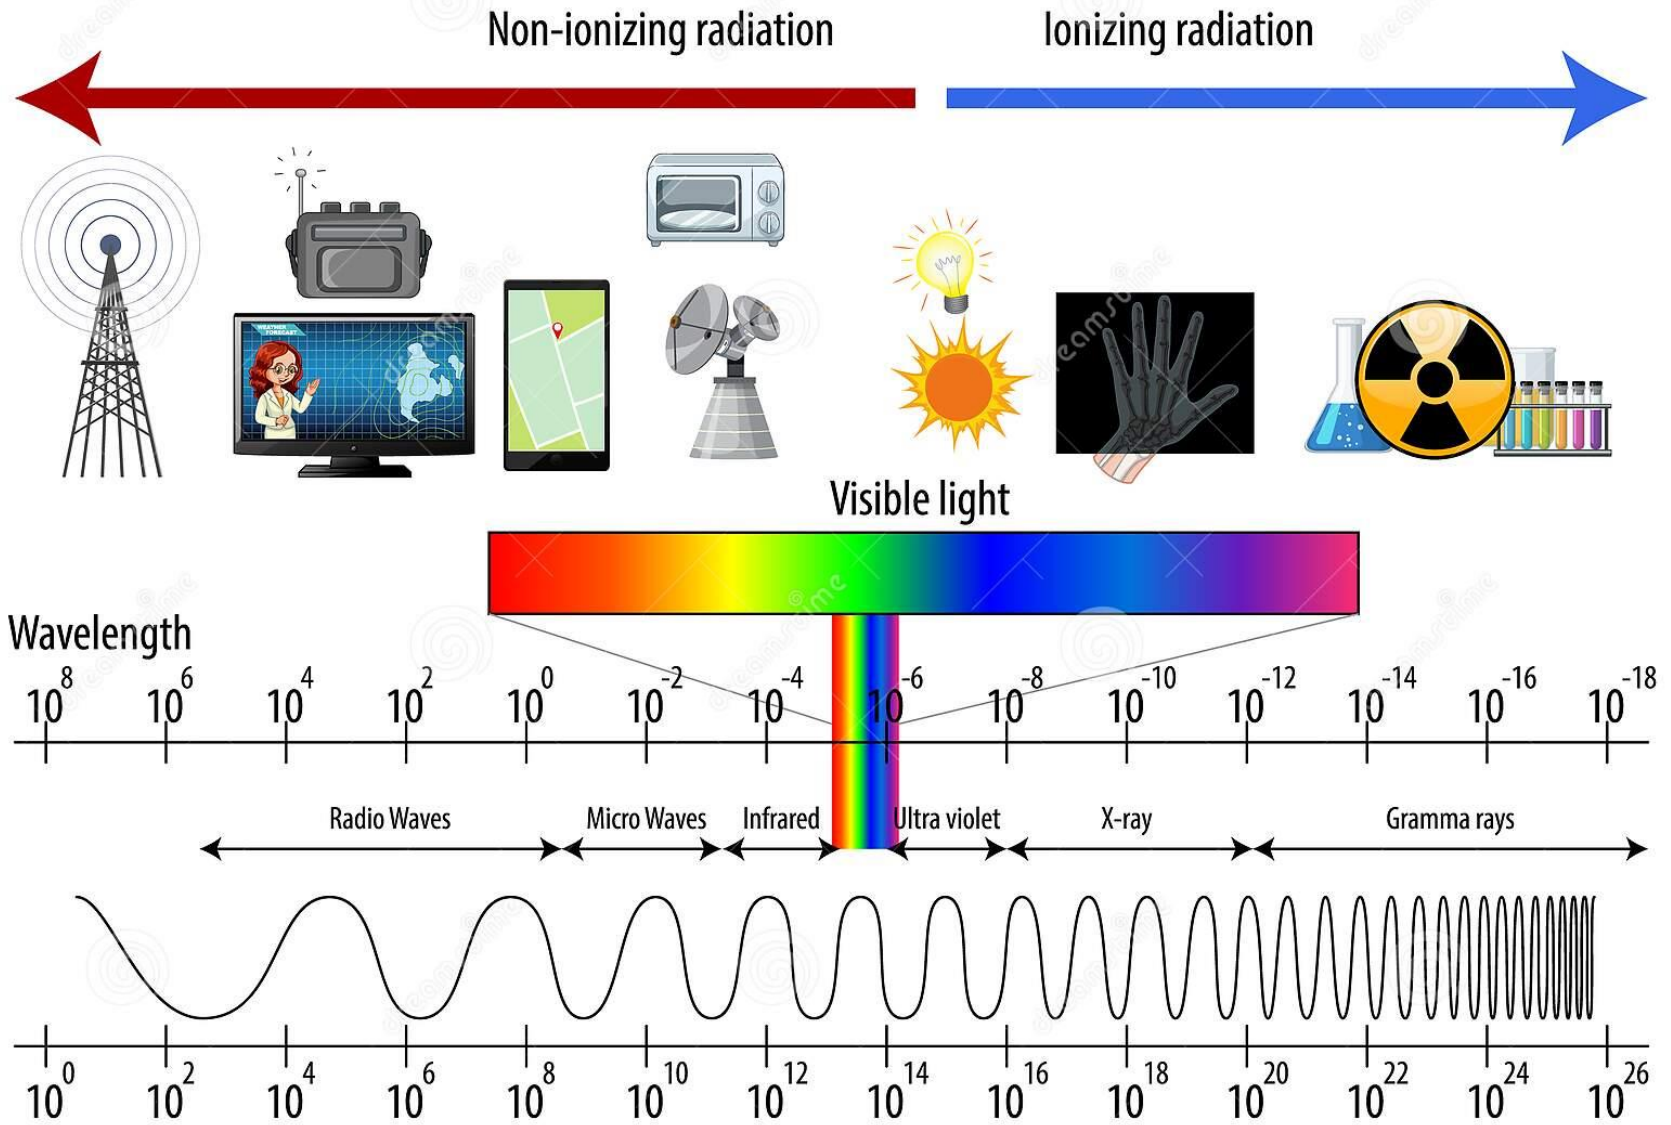 Non-ionizing radiation
Ionizing radiation
WEATHER
FORECAST
Visible light
Wavelength
10^8 10^6 10^4 10^2 10^0 10^-2 10^-4 10^-6 10^-8 10^-10 10^-12 10^-14 10^-16 10^-18
Radio Waves
Micro Waves
Infrared
Ultra violet
X-ray
Gramma rays
10^0 10^2 10^4 10^6 10^8 10^10 10^12 10^14 10^16 10^18 10^20 10^22 10^24 10^26
dreamstime